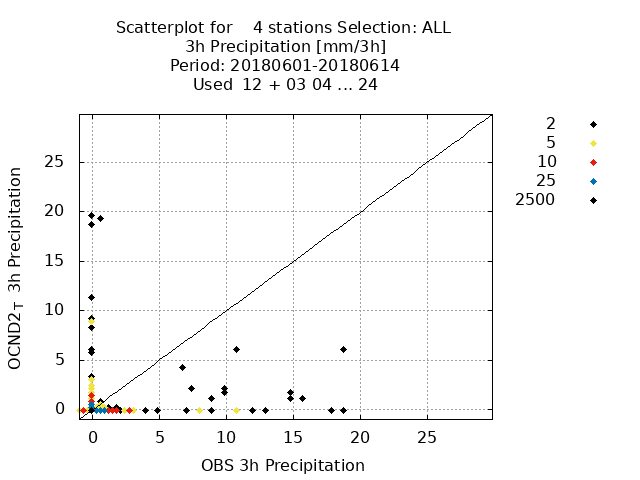 Scatterplot for 4 stations Selection: ALL
3h Precipitation [mm/3h]
Period: 20180601-20180614
Used 12 + 03 04 ... 24
2
5
10
25
2500
25
20
15
10
5
0
OCND2T 3h Precipitation
0 5 10 15 20 25
OBS 3h Precipitation